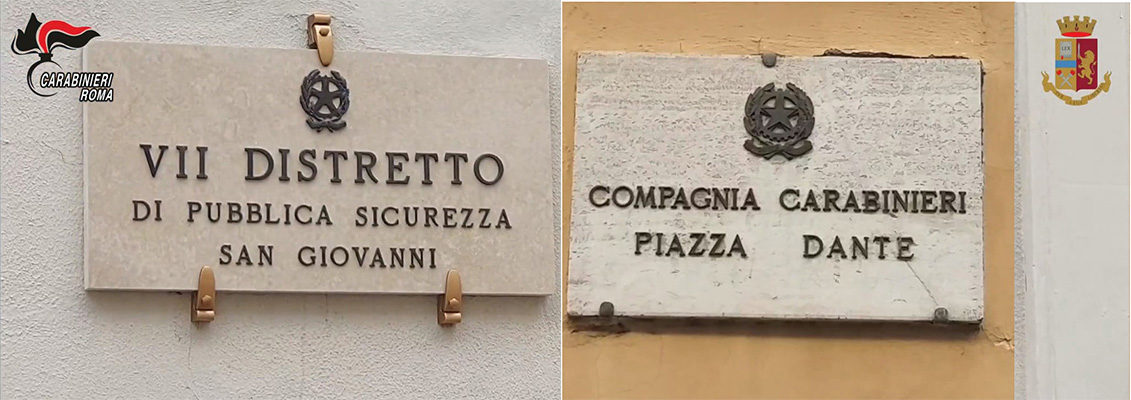 CARABINIERI
ROMA
VII DISTRETTO
DI PUBBLICA SICUREZZA
SAN GIOVANNI
COMPAGNIA CARABINIERI
PIAZZA DANTE